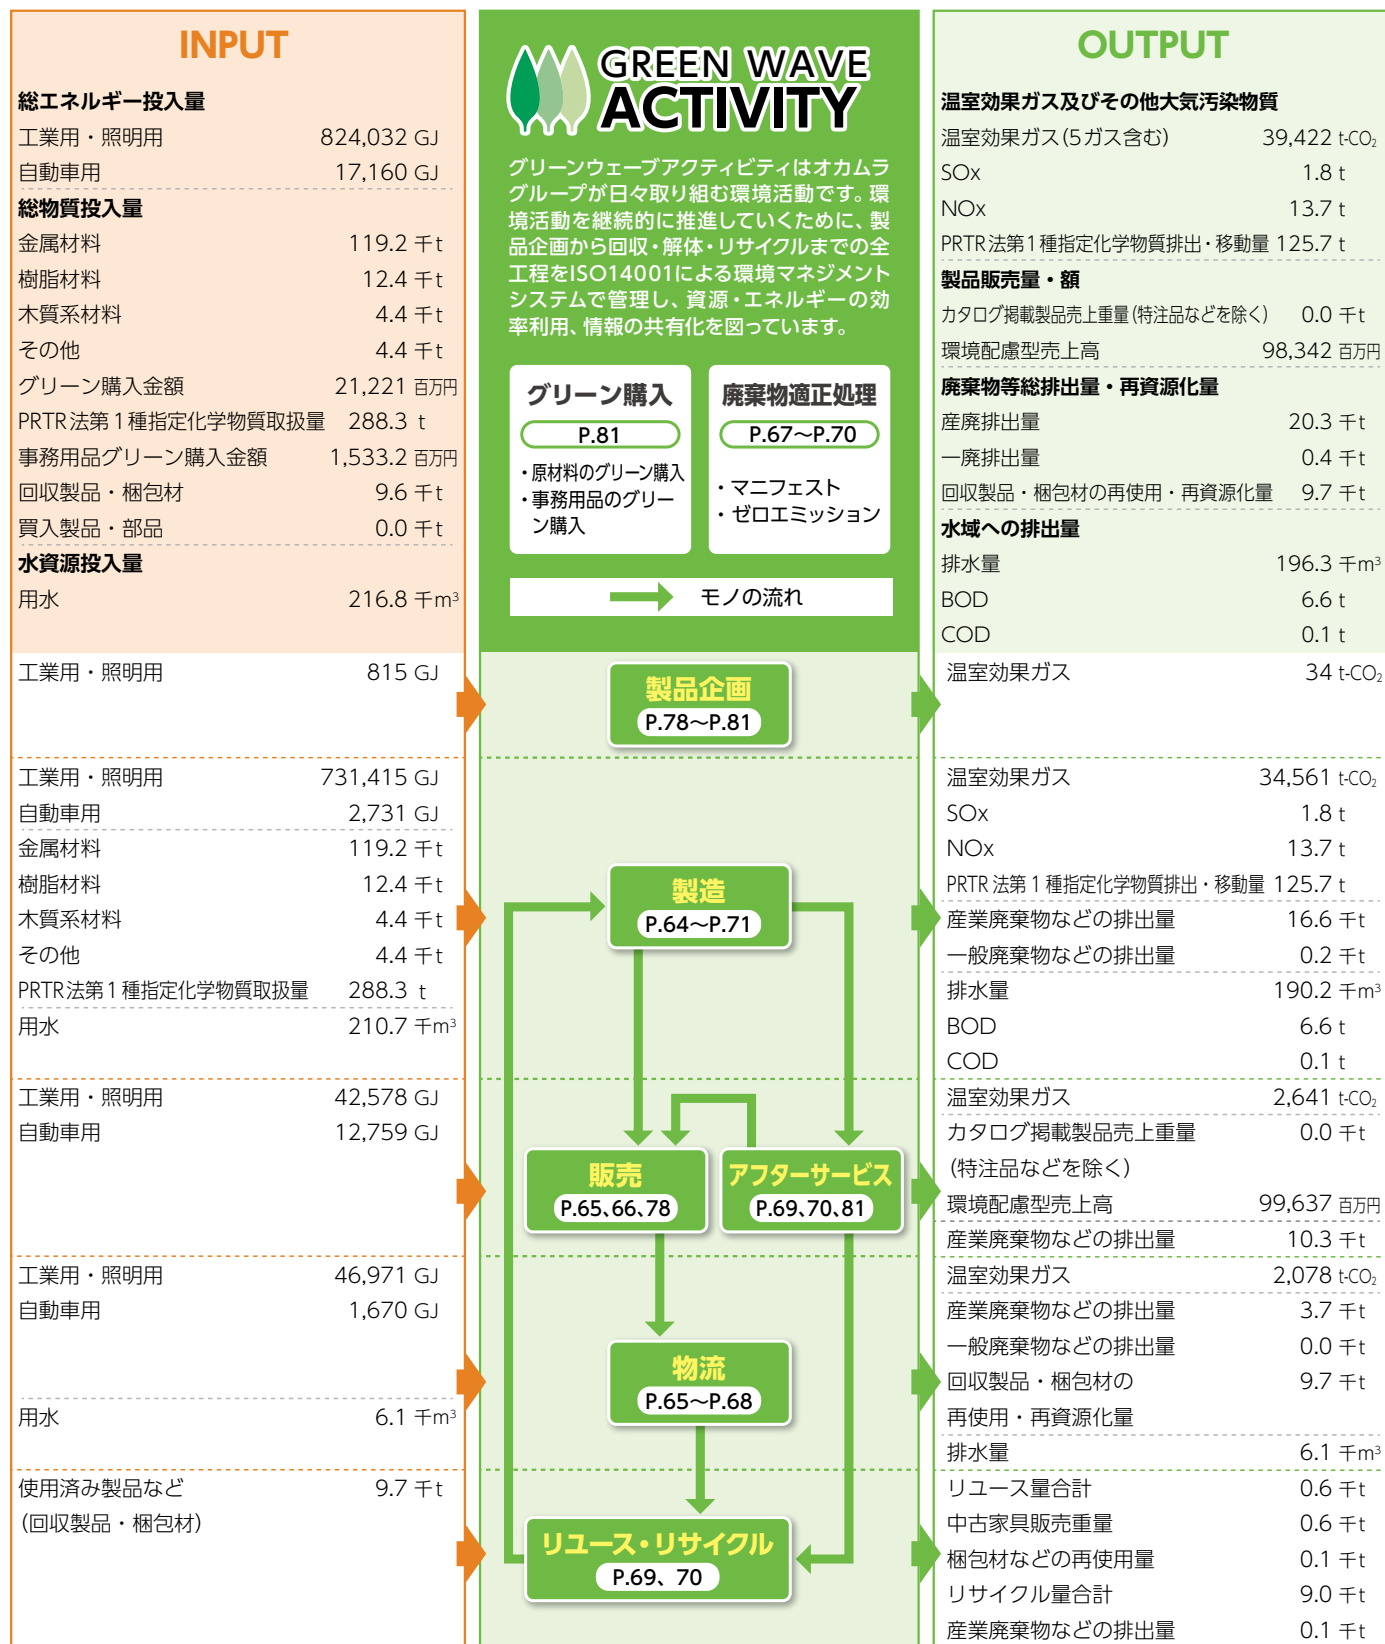 INPUT
総エネルギー投入量
工業用・照明用 824,032 GJ
自動車用 17,160 GJ
総物質投入量
金属材料 119.2 千t
樹脂材料 12.4 千t
木質系材料 4.4 千t
その他 4.4 千t
グリーン購入金額 21,221 百万円
PRTR法第1種指定化学物質取扱量 288.3 t
事務用品グリーン購入金額 1,533.2 百万円
回収製品・梱包材 9.6 千t
買入製品・部品 0.0 千t
水資源投入量
用水 216.8 千m³
GREEN WAVE
ACTIVITY
グリーンウェーブアクティビティはオカムラ
グループが日々取り組む環境活動です。環
境活動を継続的に推進していくために、製
品企画から回収・解体・リサイクルまでの全
工程をISO14001による環境マネジメント
システムで管理し、資源・エネルギーの効
率利用、情報の共有化を図っています。
グリーン購入
P.81
・原材料のグリーン購入
・事務用品のグリー
ン購入
廃棄物適正処理
P.67～P.70
・マニフェスト
・ゼロエミッション
モノの流れ
OUTPUT
温室効果ガス及びその他大気汚染物質
温室効果ガス(5ガス含む) 39,422 t-CO₂
SOx 1.8 t
NOx 13.7 t
PRTR法第1種指定化学物質排出・移動量 125.7 t
製品販売量・額
カタログ掲載製品売上重量(特注品などを除く) 0.0 千t
環境配慮型売上高 98,342 百万円
廃棄物等総排出量・再資源化量
産廃排出量 20.3 千t
一廃排出量 0.4 千t
回収製品・梱包材の再使用・再資源化量 9.7 千t
水域への排出量
排水量 196.3 千m³
BOD 6.6 t
COD 0.1 t
工業用・照明用 815 GJ
製品企画
P.78～P.81
温室効果ガス 34 t-CO₂
工業用・照明用 731,415 GJ
自動車用 2,731 GJ
金属材料 119.2 千t
樹脂材料 12.4 千t
木質系材料 4.4 千t
その他 4.4 千t
PRTR法第1種指定化学物質取扱量 288.3 t
用水 210.7 千m³
製造
P.64～P.71
温室効果ガス 34,561 t-CO₂
SOx 1.8 t
NOx 13.7 t
PRTR法第1種指定化学物質排出・移動量 125.7 t
産業廃棄物などの排出量 16.6 千t
一般廃棄物などの排出量 0.2 千t
排水量 190.2 千m³
BOD 6.6 t
COD 0.1 t
工業用・照明用 42,578 GJ
自動車用 12,759 GJ
販売
P.65、66、78
アフターサービス
P.69、70、81
温室効果ガス 2,641 t-CO₂
カタログ掲載製品売上重量 0.0 千t
(特注品などを除く)
環境配慮型売上高 99,637 百万円
産業廃棄物などの排出量 10.3 千t
工業用・照明用 46,971 GJ
自動車用 1,670 GJ
用水 6.1 千m³
物流
P.65～P.68
温室効果ガス 2,078 t-CO₂
産業廃棄物などの排出量 3.7 千t
一般廃棄物などの排出量 0.0 千t
回収製品・梱包材の 9.7 千t
再使用・再資源化量
排水量 6.1 千m³
使用済み製品など 9.7 千t
(回収製品・梱包材)
リユース・リサイクル
P.69、70
リユース量合計 0.6 千t
中古家具販売重量 0.6 千t
梱包材などの再使用量 0.1 千t
リサイクル量合計 9.0 千t
産業廃棄物などの排出量 0.1 千t